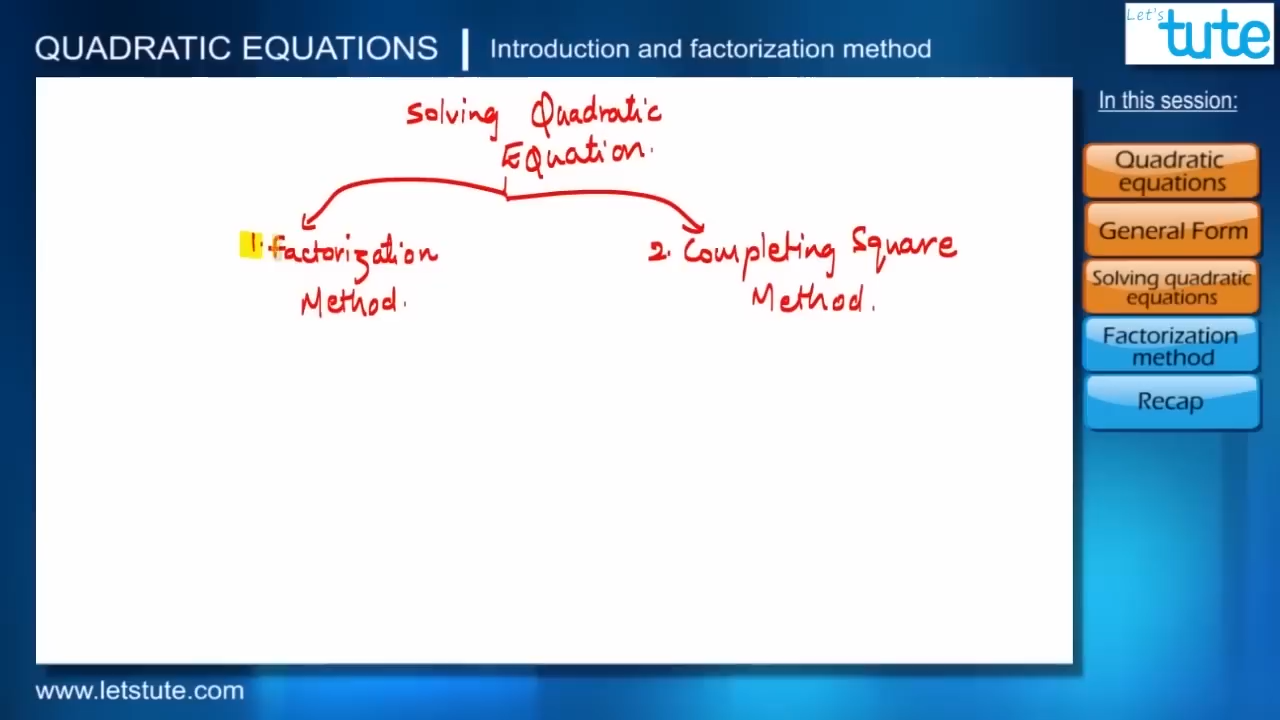 QUADRATIC EQUATIONS | Introduction and factorization method
Let's
tute
In this session:
Quadratic
equations
General Form
Solving quadratic
equations
Factorization
method
Recap
Solving Quadratic
EQuation.
1. Factorization
Method.
2. Completing Square
Method.
www.letstute.com